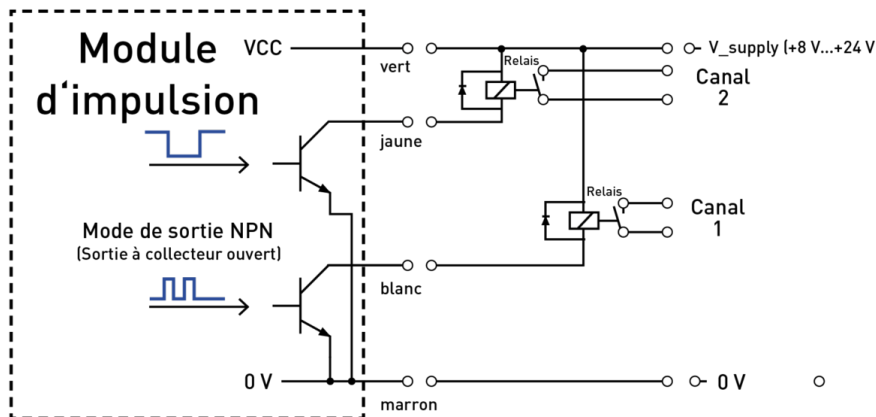 Module
d'impulsion
VCC
vert
V_supply (+8 V...+24 V
Relais
Canal
2
jaune
Mode de sortie NPN
(Sortie à collecteur ouvert)
Relais
Canal
1
blanc
0 V
0 V
marron